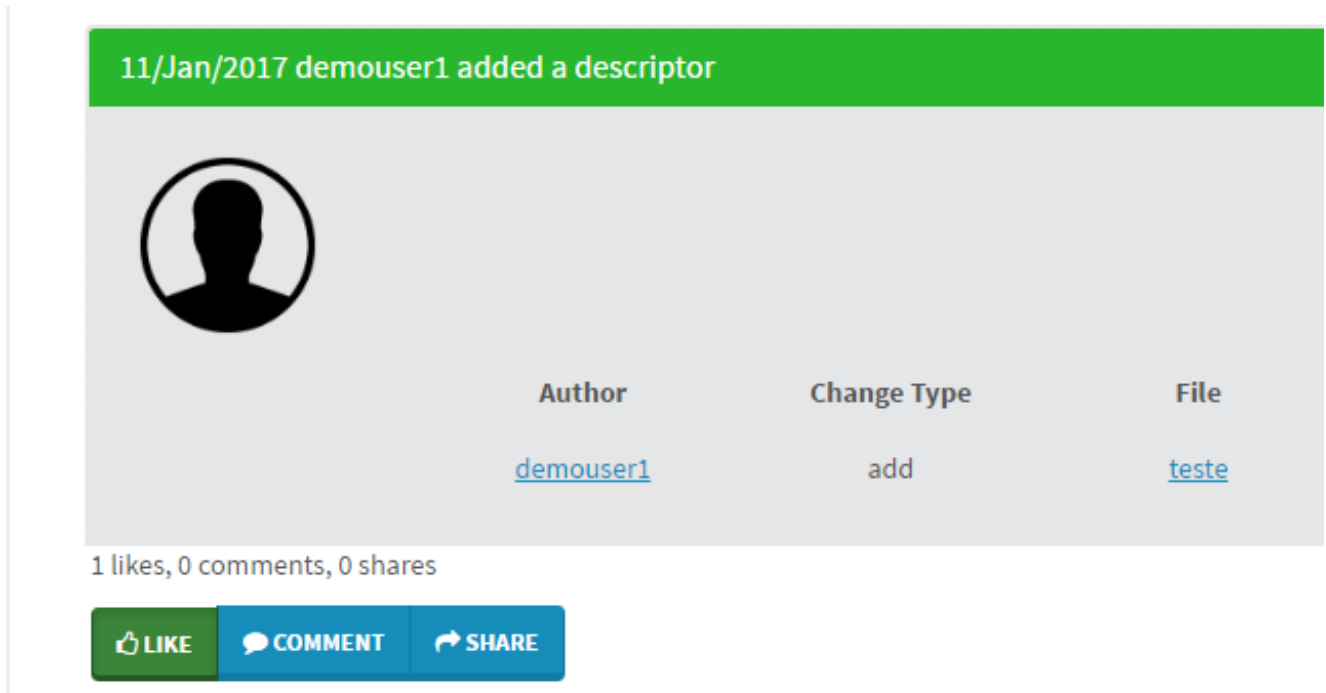 11/Jan/2017 demouser1 added a descriptor
Author Change Type File
demouser1 add teste
1 likes, 0 comments, 0 shares
LIKE COMMENT SHARE